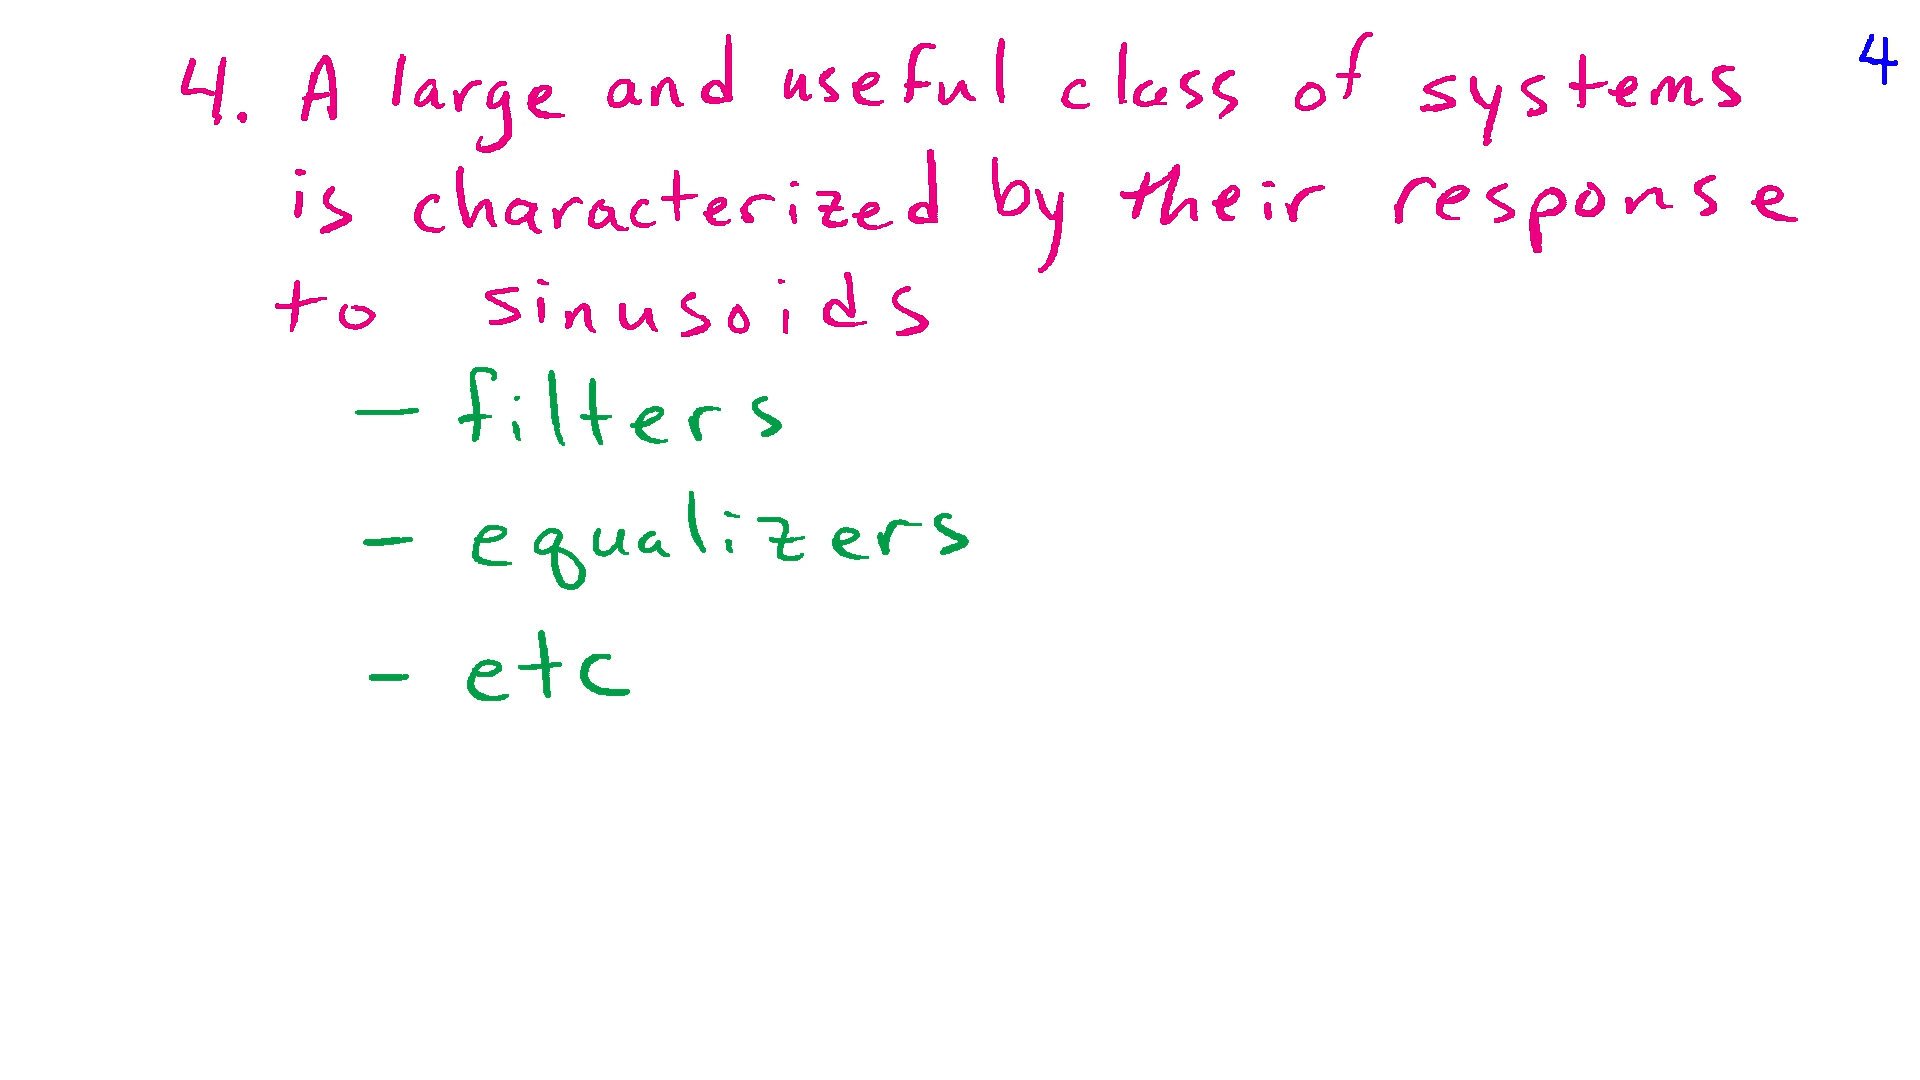 4
4. A large and useful class of systems
is characterized by their response
to sinusoids
- filters
- equalizers
- etc